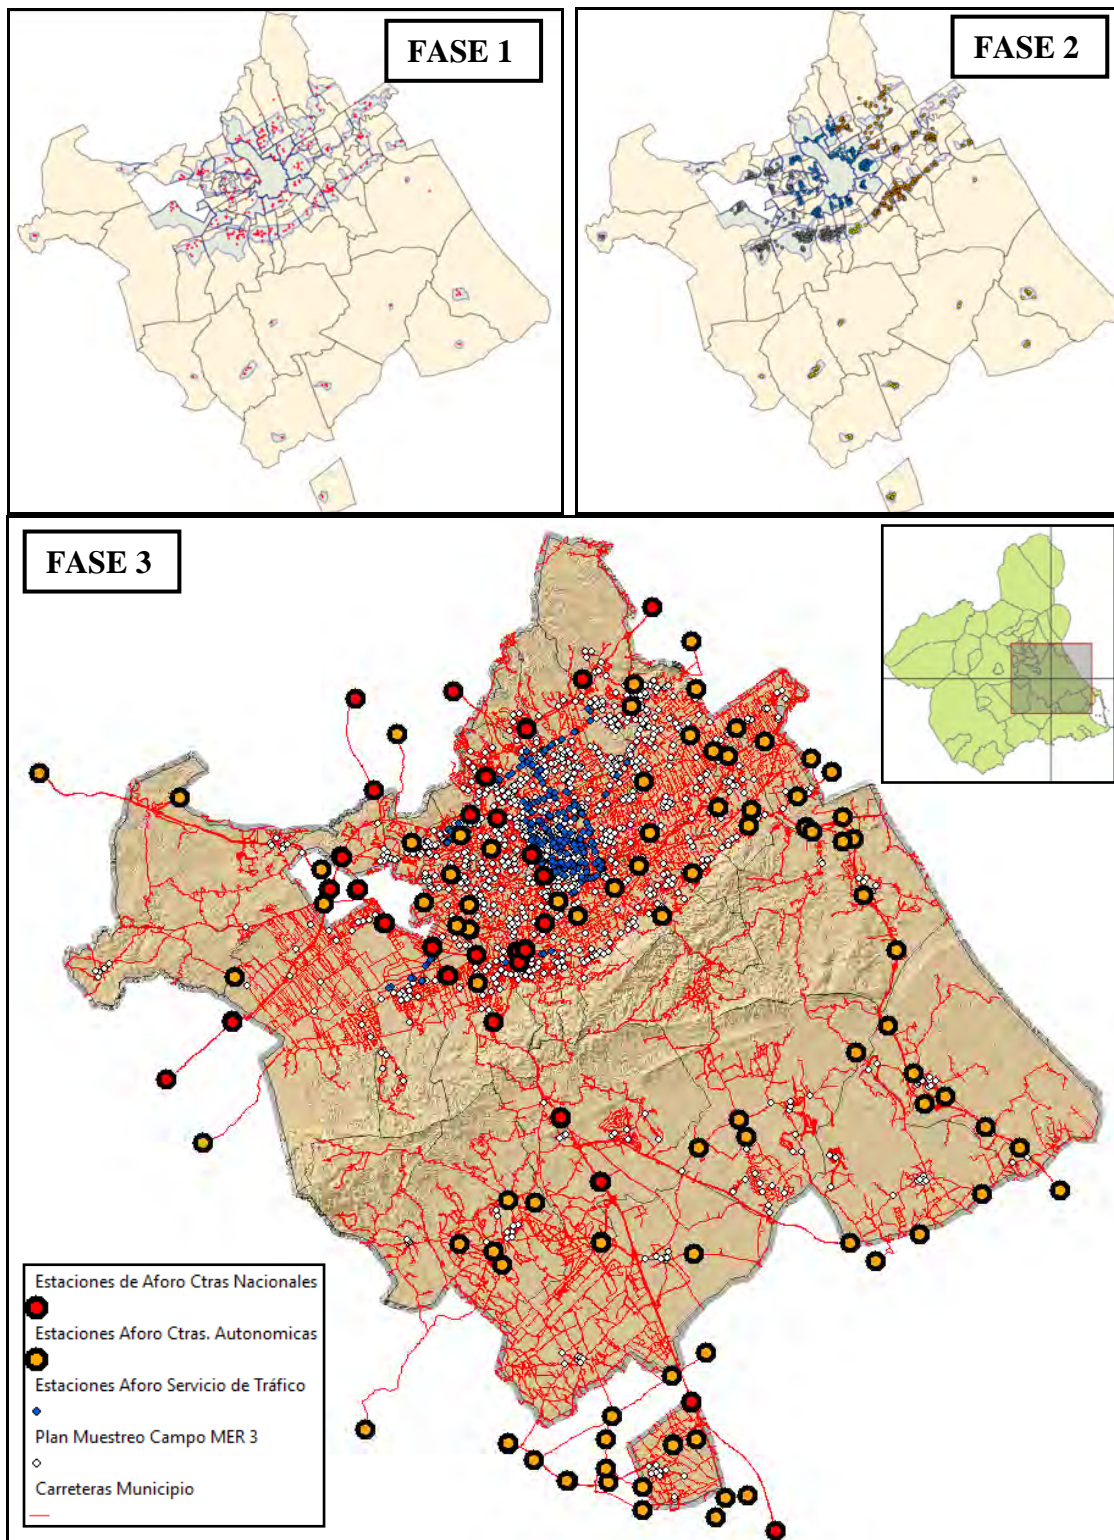 FASE 1
FASE 2
FASE 3
Estaciones de Aforo Ctras Nacionales
Estaciones Aforo Ctras. Autonomicas
Estaciones Aforo Servicio de Tráfico
Plan Muestreo Campo MER 3
Carreteras Municipio